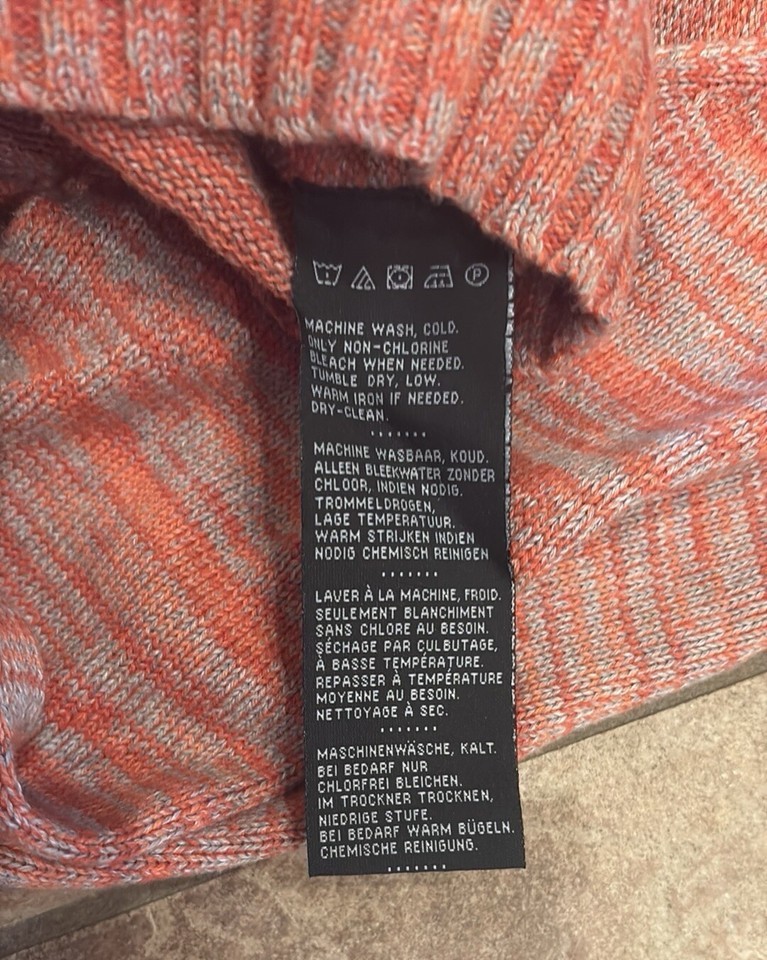 P
MACHINE WASH, COLD.
ONLY NON-CHLORINE
BLEACH WHEN NEEDED.
TUMBLE DRY, LOW.
WARM IRON IF NEEDED.
DRY-CLEAN.
MACHINE WASBAAR, KOUD.
ALLEEN BLEEKWATER ZONDER
CHLOOR, INDIEN NODIG.
TROMMELDROGEN,
LAGE TEMPERATUUR.
WARM STRIJKEN INDIEN
NODIG CHEMISCH REINIGEN
LAVER À LA MACHINE, FROID.
SEULEMENT BLANCHIMENT
SANS CHLORE AU BESOIN.
SÉCHAGE PAR CULBUTAGE,
À BASSE TEMPÉRATURE.
REPASSER À TEMPÉRATURE
MOYENNE AU BESOIN.
NETTOYAGE À SEC.
MASCHINENWÄSCHE, KALT.
BEI BEDARF NUR
CHLORFREI BLEICHEN.
IM TROCKNER TROCKNEN,
NIEDRIGE STUFE.
BEI BEDARF WARM BÜGELN.
CHEMISCHE REINIGUNG.